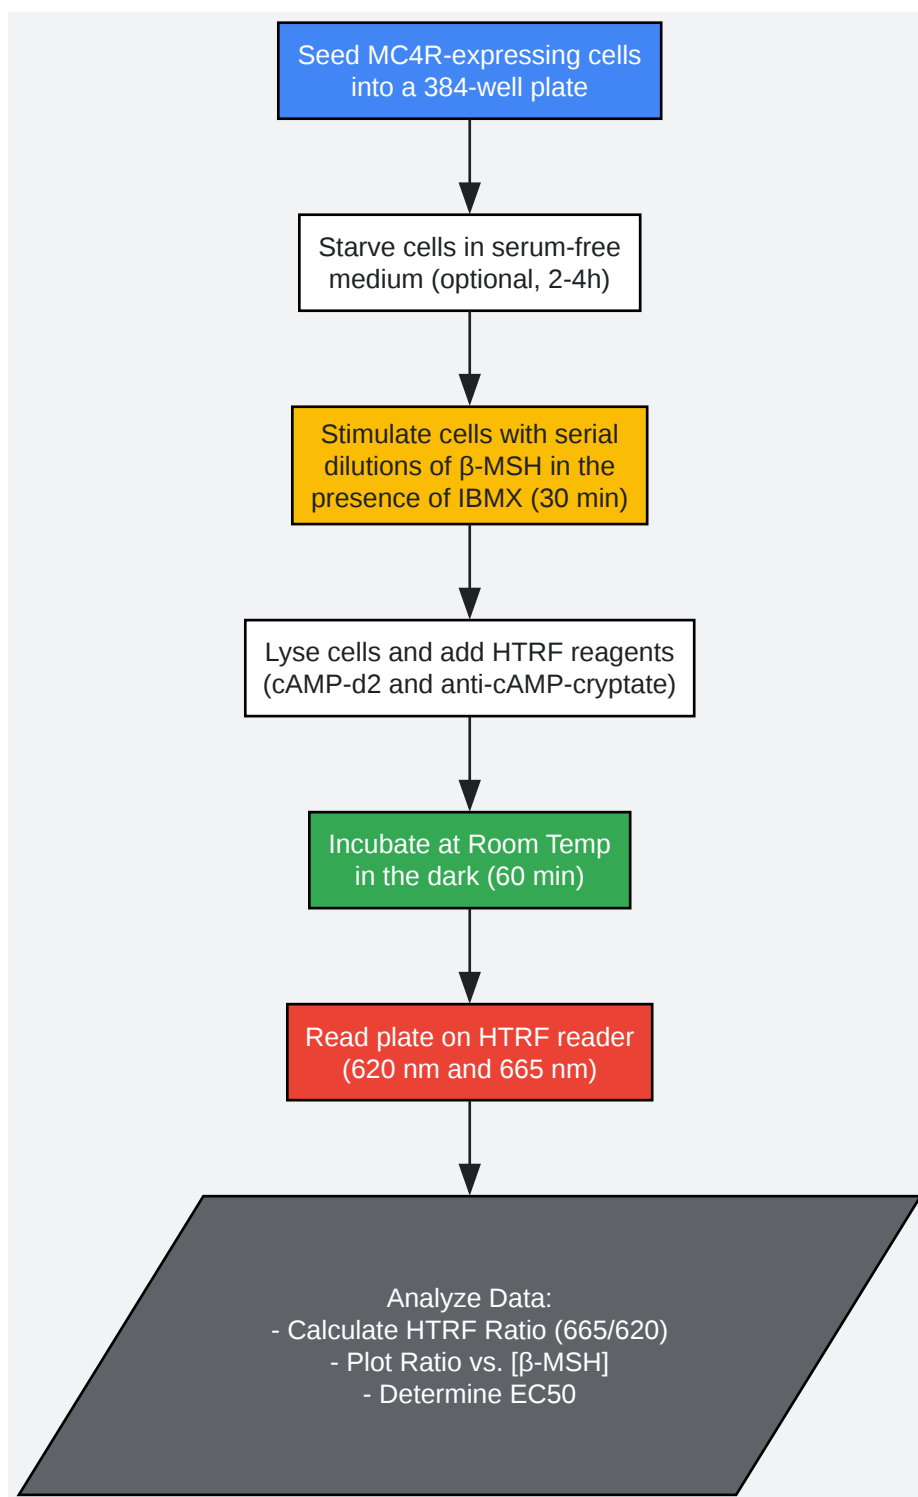 Seed MC4R-expressing cells
into a 384-well plate
Starve cells in serum-free
medium (optional, 2-4h)
Stimulate cells with serial
dilutions of β-MSH in the
presence of IBMX (30 min)
Lyse cells and add HTRF reagents
(cAMP-d2 and anti-cAMP-cryptate)
Incubate at Room Temp
in the dark (60 min)
Read plate on HTRF reader
(620 nm and 665 nm)
Analyze Data:
- Calculate HTRF Ratio (665/620)
- Plot Ratio vs. [β-MSH]
- Determine EC50